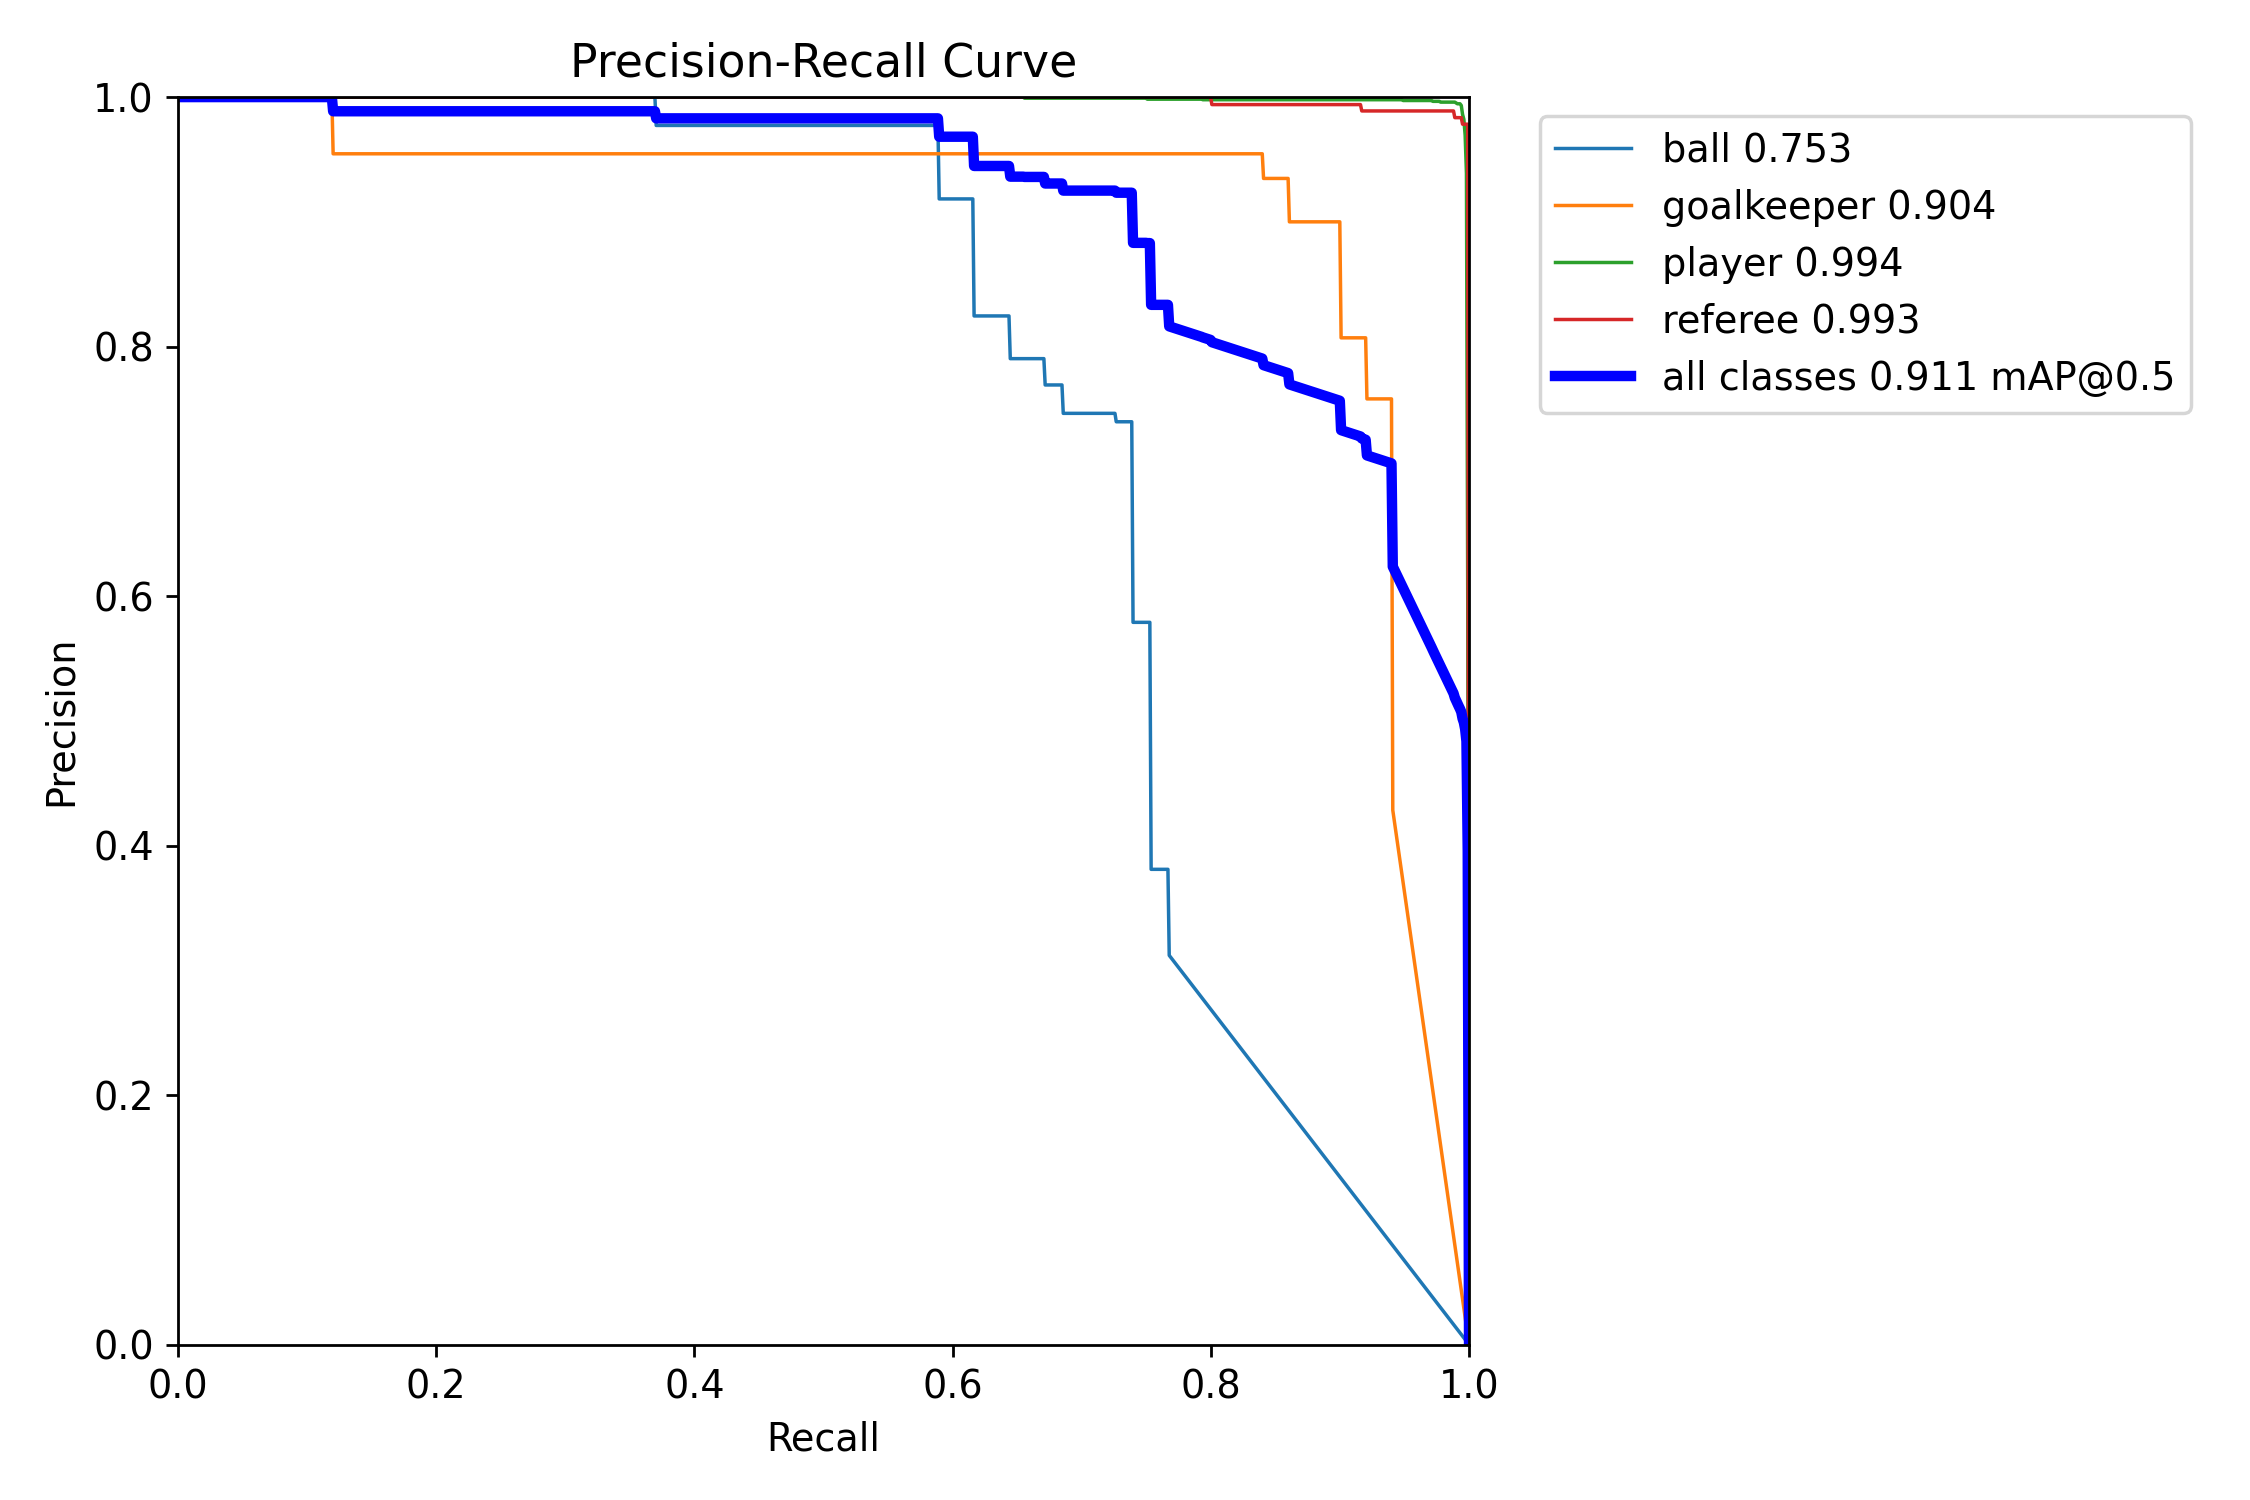 Precision-Recall Curve
1.0
0.8
0.6
0.4
0.2
0.0
Precision
0.0 0.2 0.4 0.6 0.8 1.0
Recall
ball 0.753
goalkeeper 0.904
player 0.994
referee 0.993
all classes 0.911 mAP@0.5